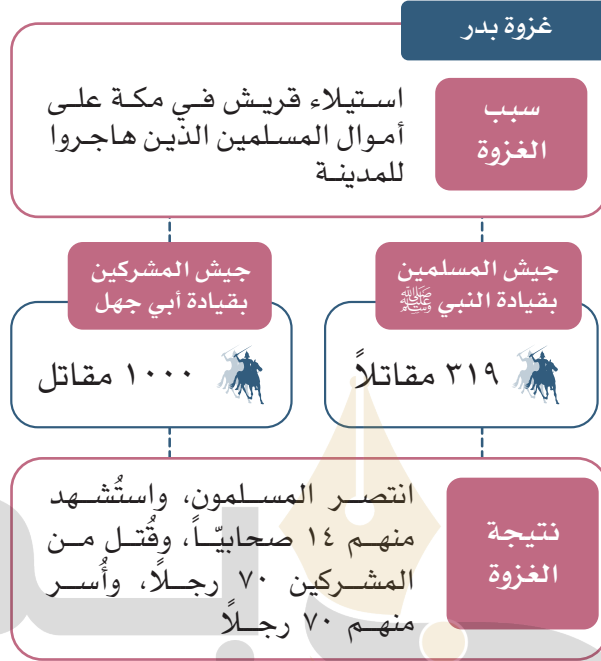 غزوة بدر
سبب
الغزوة
استيلاء قريش في مكة على
أموال المسلمين الذين هاجروا
للمدينة
جيش المسلمين
بقيادة النبي ﷺ
٣١٩ مقاتلاً
جيش المشركين
بقيادة أبي جهل
١٠٠٠ مقاتل
نتيجة
الغزوة
انتصر المسلمون، واستُشهد
منهم ١٤ صحابيّاً، وقُتل من
المشركين ٧٠ رجلاً، وأُسر
منهم ٧٠ رجلاً